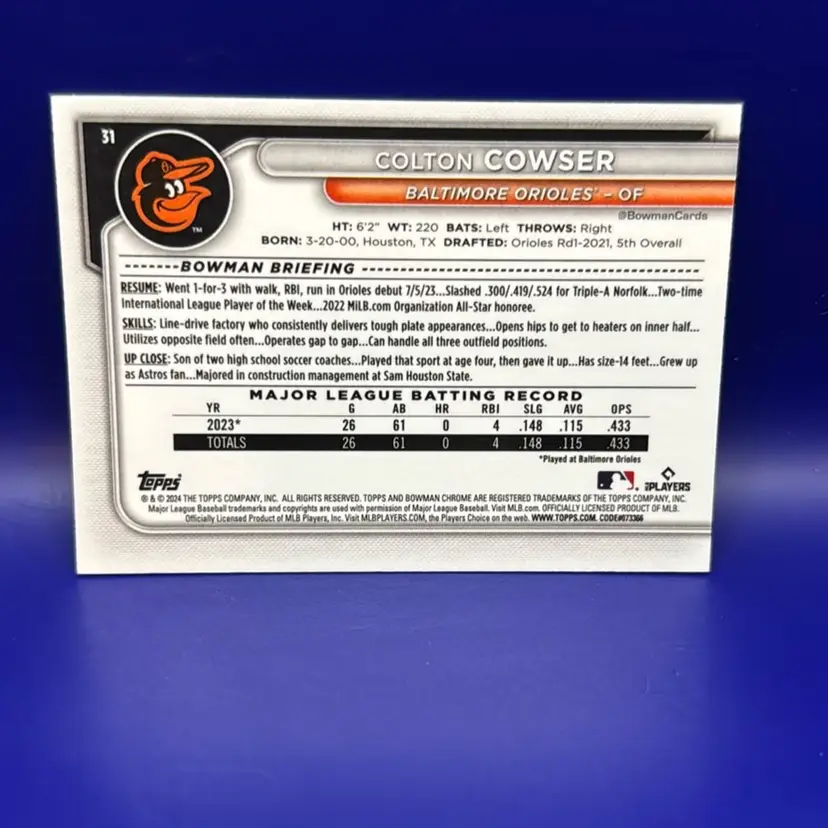 31
COLTON COWSER
BALTIMORE ORIOLES™ – OF
@BowmanCards
HT: 6'2" WT: 220 BATS: Left THROWS: Right
BORN: 3-20-00, Houston, TX DRAFTED: Orioles Rd1-2021, 5th Overall
BOWMAN BRIEFING
RESUME: Went 1-for-3 with walk, RBI, run in Orioles debut 7/5/23...Slashed .300/.419/.524 for Triple-A Norfolk...Two-time
International League Player of the Week...2022 MiLB.com Organization All-Star honoree.
SKILLS: Line-drive factory who consistently delivers tough plate appearances...Opens hips to get to heaters on inner half...
Utilizes opposite field often...Operates gap to gap...Can handle all three outfield positions.
UP CLOSE: Son of two high school soccer coaches...Played that sport at age four, then gave it up...Has size-14 feet...Grew up
as Astros fan...Majored in construction management at Sam Houston State.
MAJOR LEAGUE BATTING RECORD
YR G AB HR RBI SLG AVG OPS
2023* 26 61 0 4 .148 .115 .433
TOTALS 26 61 0 4 .148 .115 .433
*Played at Baltimore Orioles
Topps® MLB PLAYERS
® & © 2024 THE TOPPS COMPANY, INC. ALL RIGHTS RESERVED. TOPPS AND BOWMAN CHROME ARE REGISTERED TRADEMARKS OF THE TOPPS COMPANY, INC.
Major League Baseball trademarks and copyrights are used with permission of Major League Baseball. Visit MLB.com. OFFICIALLY LICENSED PRODUCT OF MLB
Officially Licensed Product of MLB Players, Inc. Visit MLBPLAYERS.COM, the Players Choice on the web. WWW.TOPPS.COM. CODE#073366